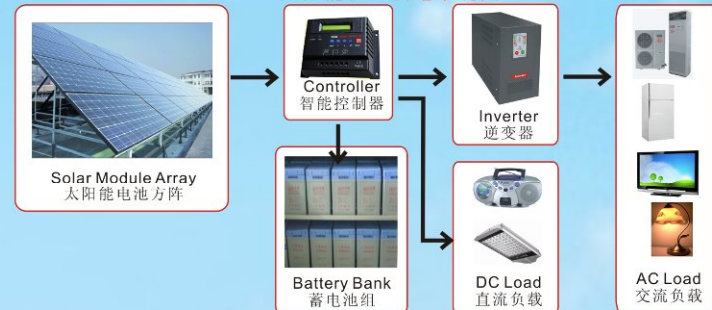 Solar Module Array
太阳能电池方阵
Controller
智能控制器
Inverter
逆变器
Battery Bank
蓄电池组
DC Load
直流负载
AC Load
交流负载